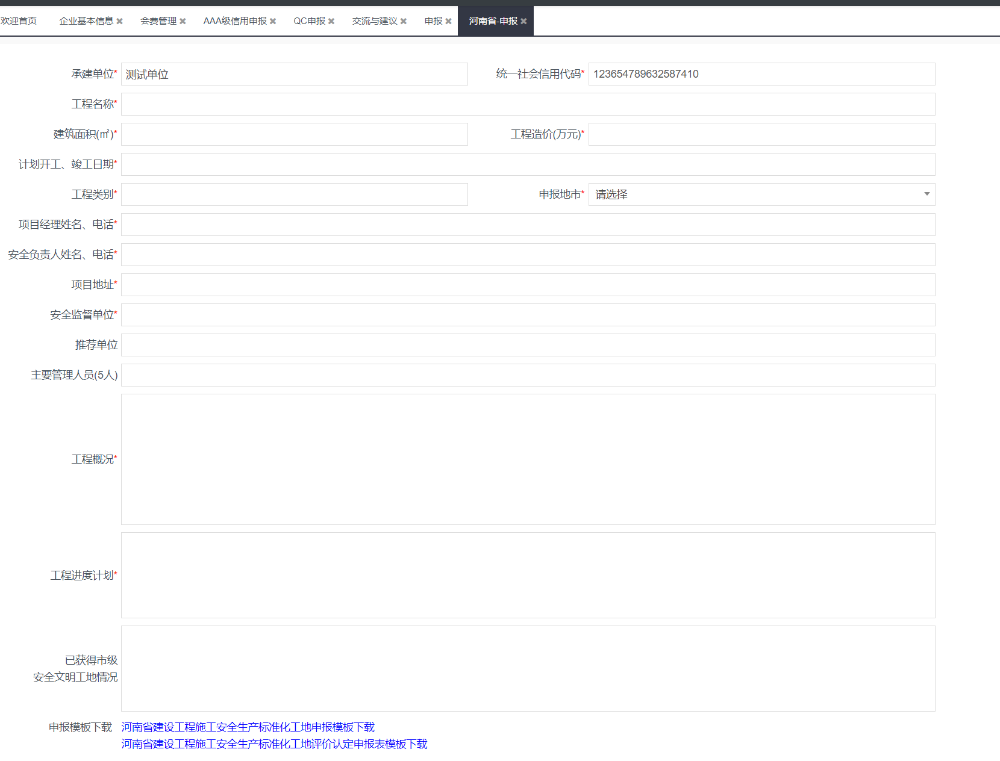 欢迎首页 企业基本信息 会费管理 AAA级信用申报 QC申报 交流与建议 申报 河南省-申报
承建单位* 测试单位 统一社会信用代码* 123654789632587410
工程名称*
建筑面积(㎡)* 工程造价(万元)*
计划开工、竣工日期*
工程类别* 申报地市* 请选择
项目经理姓名、电话*
安全负责人姓名、电话*
项目地址*
安全监督单位*
推荐单位
主要管理人员(5人)
工程概况*
工程进度计划*
已获得市级
安全文明工地情况
申报模板下载 河南省建设工程施工安全生产标准化工地申报模板下载
河南省建设工程施工安全生产标准化工地评价认定申报表模板下载